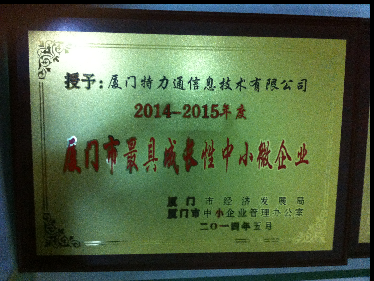 授予：厦门特力通信息技术有限公司
2014-2015年度
厦门市最具成长性中小微企业
厦门市经济发展局
厦门市中小企业管理办公室
二〇一四年五月